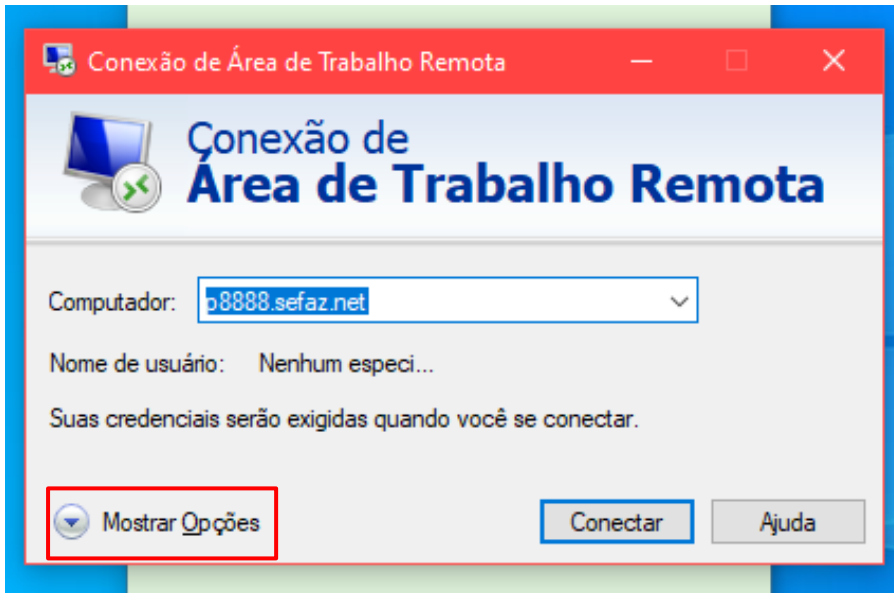 Conexão de Área de Trabalho Remota
Conexão de
Área de Trabalho Remota
Computador: p8888.sefaz.net
Nome de usuário: Nenhum especi...
Suas credenciais serão exigidas quando você se conectar.
Mostrar Opções Conectar Ajuda